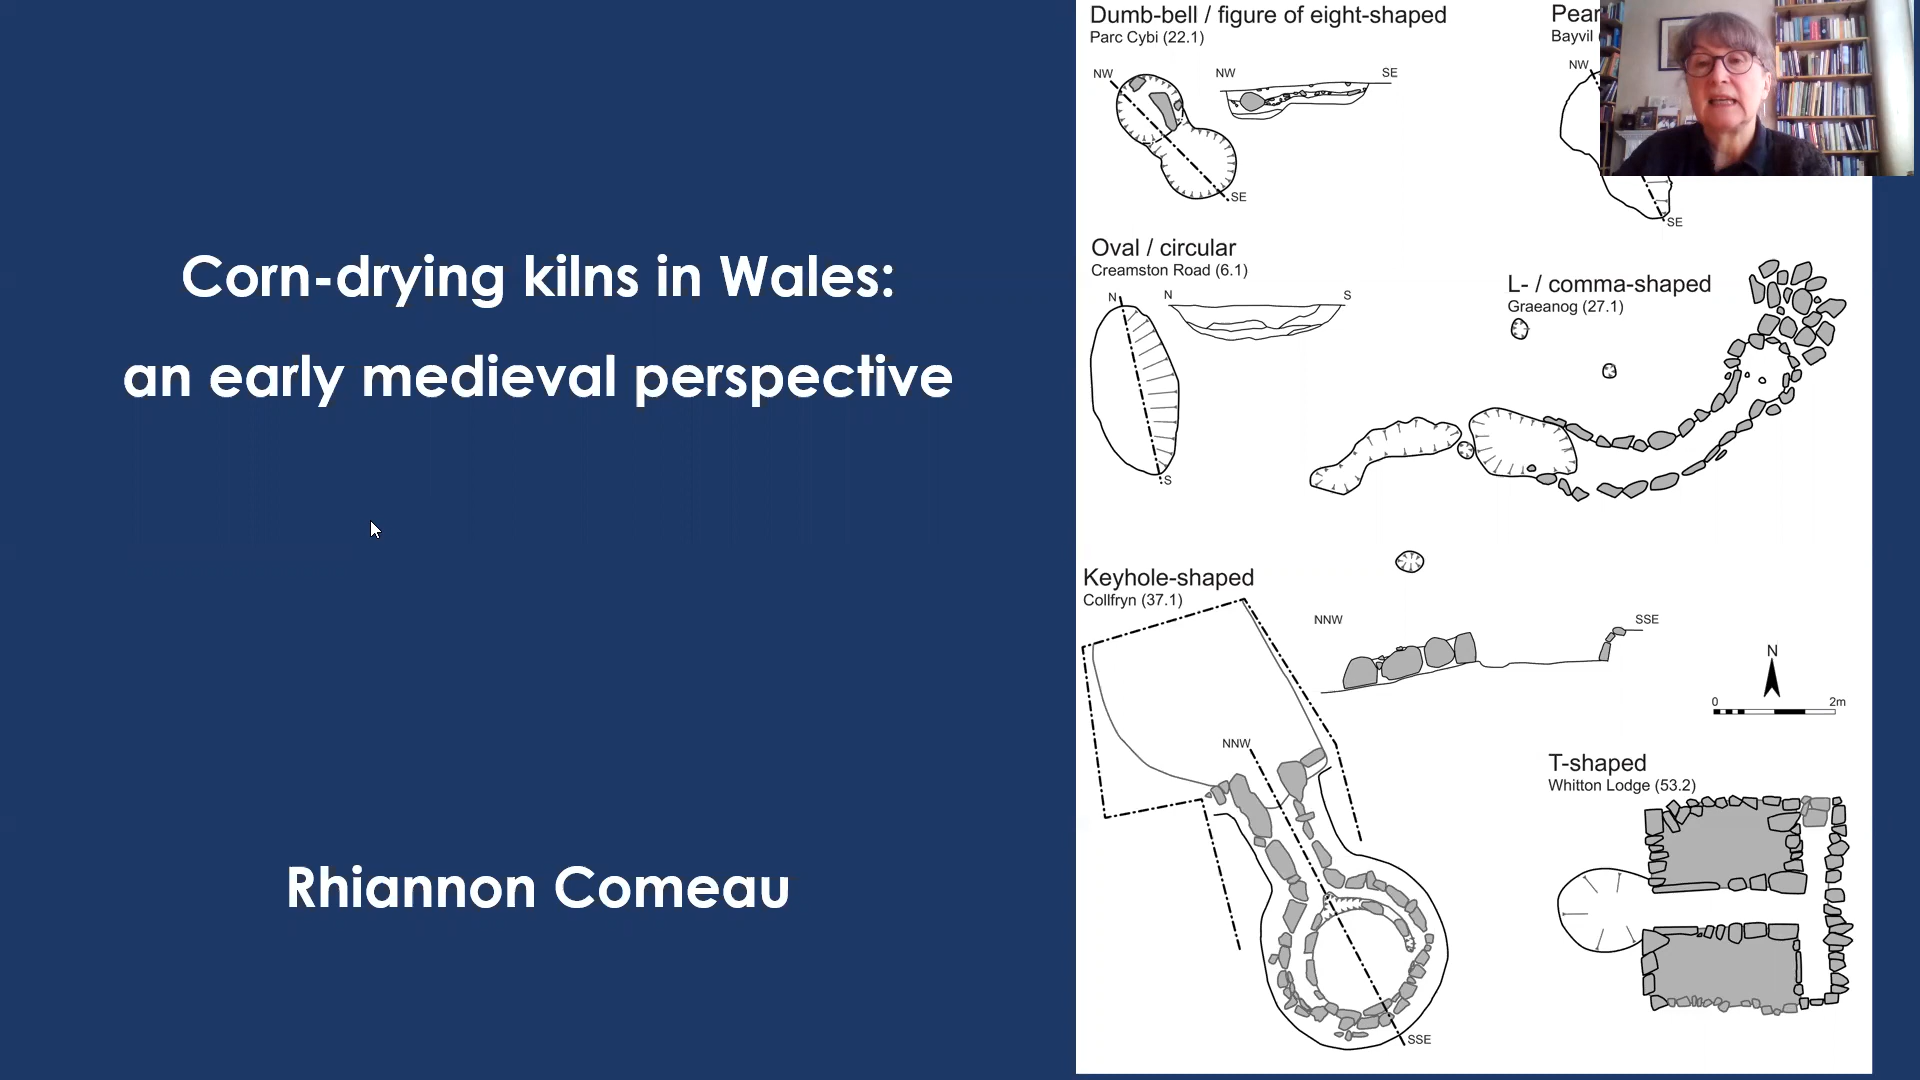 Corn-drying kilns in Wales:
an early medieval perspective
Rhiannon Comeau
Dumb-bell / figure of eight-shaped
Parc Cybi (22.1)
NW
SE
NW
SE
Pear
Bayvil
NW
SE
Oval / circular
Creamston Road (6.1)
N
S
N
S
L- / comma-shaped
Graeanog (27.1)
Keyhole-shaped
Collfryn (37.1)
NNW
SSE
NNW
SSE
N
0 2m
T-shaped
Whitton Lodge (53.2)